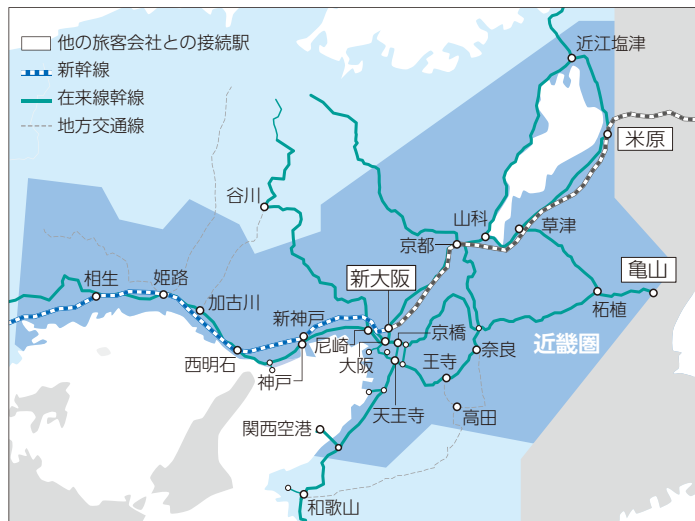 他の旅客会社との接続駅
新幹線
在来線幹線
地方交通線
近江塩津
米原
谷川
山科
草津
京都
新大阪
亀山
相生
姫路
加古川
新神戸
京橋
柘植
尼崎
大阪
王寺
奈良
近畿圏
西明石
神戸
天王寺
高田
関西空港
和歌山